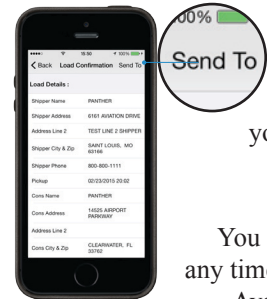 15:50 100%
Back Load Confirmation Send To
Load Details :
Shipper Name PANTHER
Shipper Address 6161 AVIATION DRIVE
Address Line 2 TEST LINE 2 SHIPPER
Shipper City & Zip SAINT LOUIS, MO
63166
Shipper Phone 800-800-1111
Pickup 02/23/2015 20:02
Cons Name PANTHER
Cons Address 14525 AIRPORT
PARKWAY
Address Line 2
Cons City & Zip CLEARWATER, FL
33762
00%
Send To
yo
You
any time